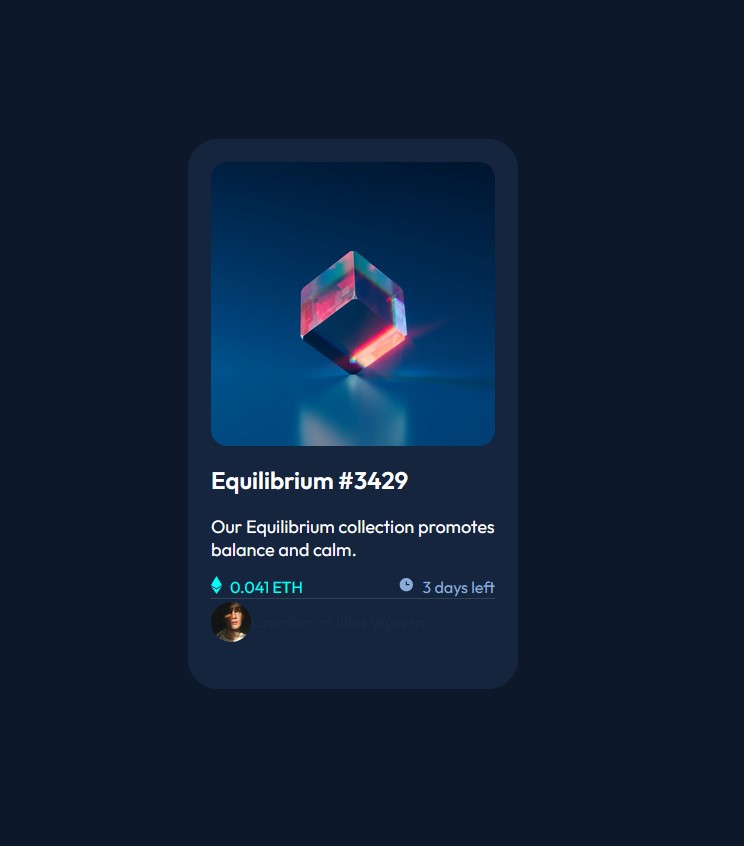 Equilibrium #3429
Our Equilibrium collection promotes
balance and calm.
0.041 ETH
3 days left
Creation of Jules Wyvern